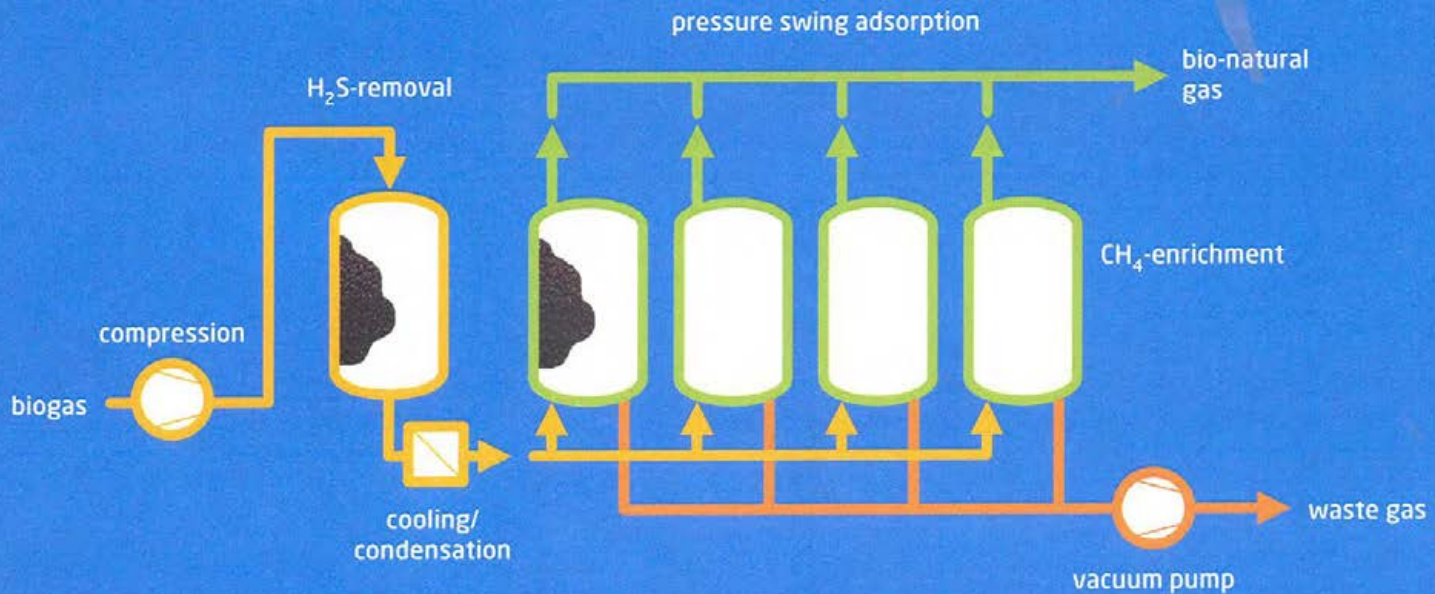 pressure swing adsorption
bio-natural
gas
H₂S-removal
CH₄-enrichment
compression
biogas
cooling/
condensation
waste gas
vacuum pump